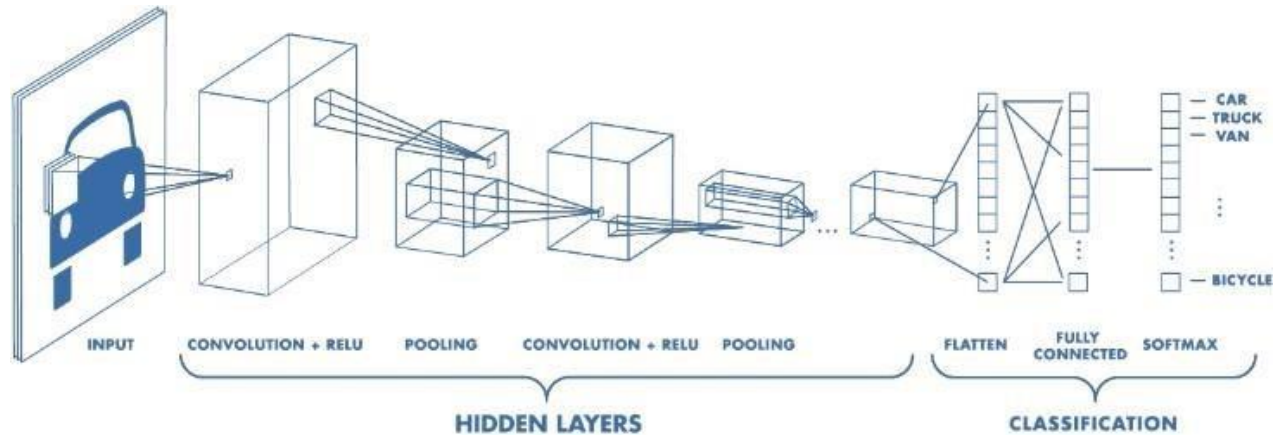 CAR
TRUCK
VAN
...
...
...
...
BICYCLE
INPUT
CONVOLUTION + RELU
POOLING
CONVOLUTION + RELU
POOLING
FLATTEN
FULLY
CONNECTED
SOFTMAX
HIDDEN LAYERS
CLASSIFICATION